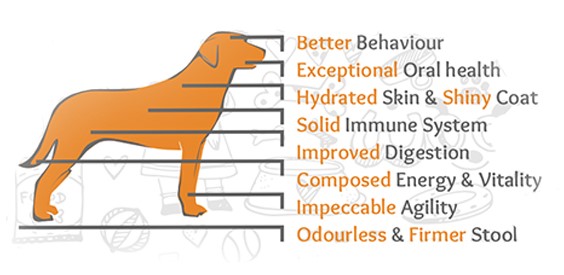 Better Behaviour
Exceptional Oral health
Hydrated Skin & Shiny Coat
Solid Immune System
Improved Digestion
Composed Energy & Vitality
Impeccable Agility
Odourless & Firmer Stool